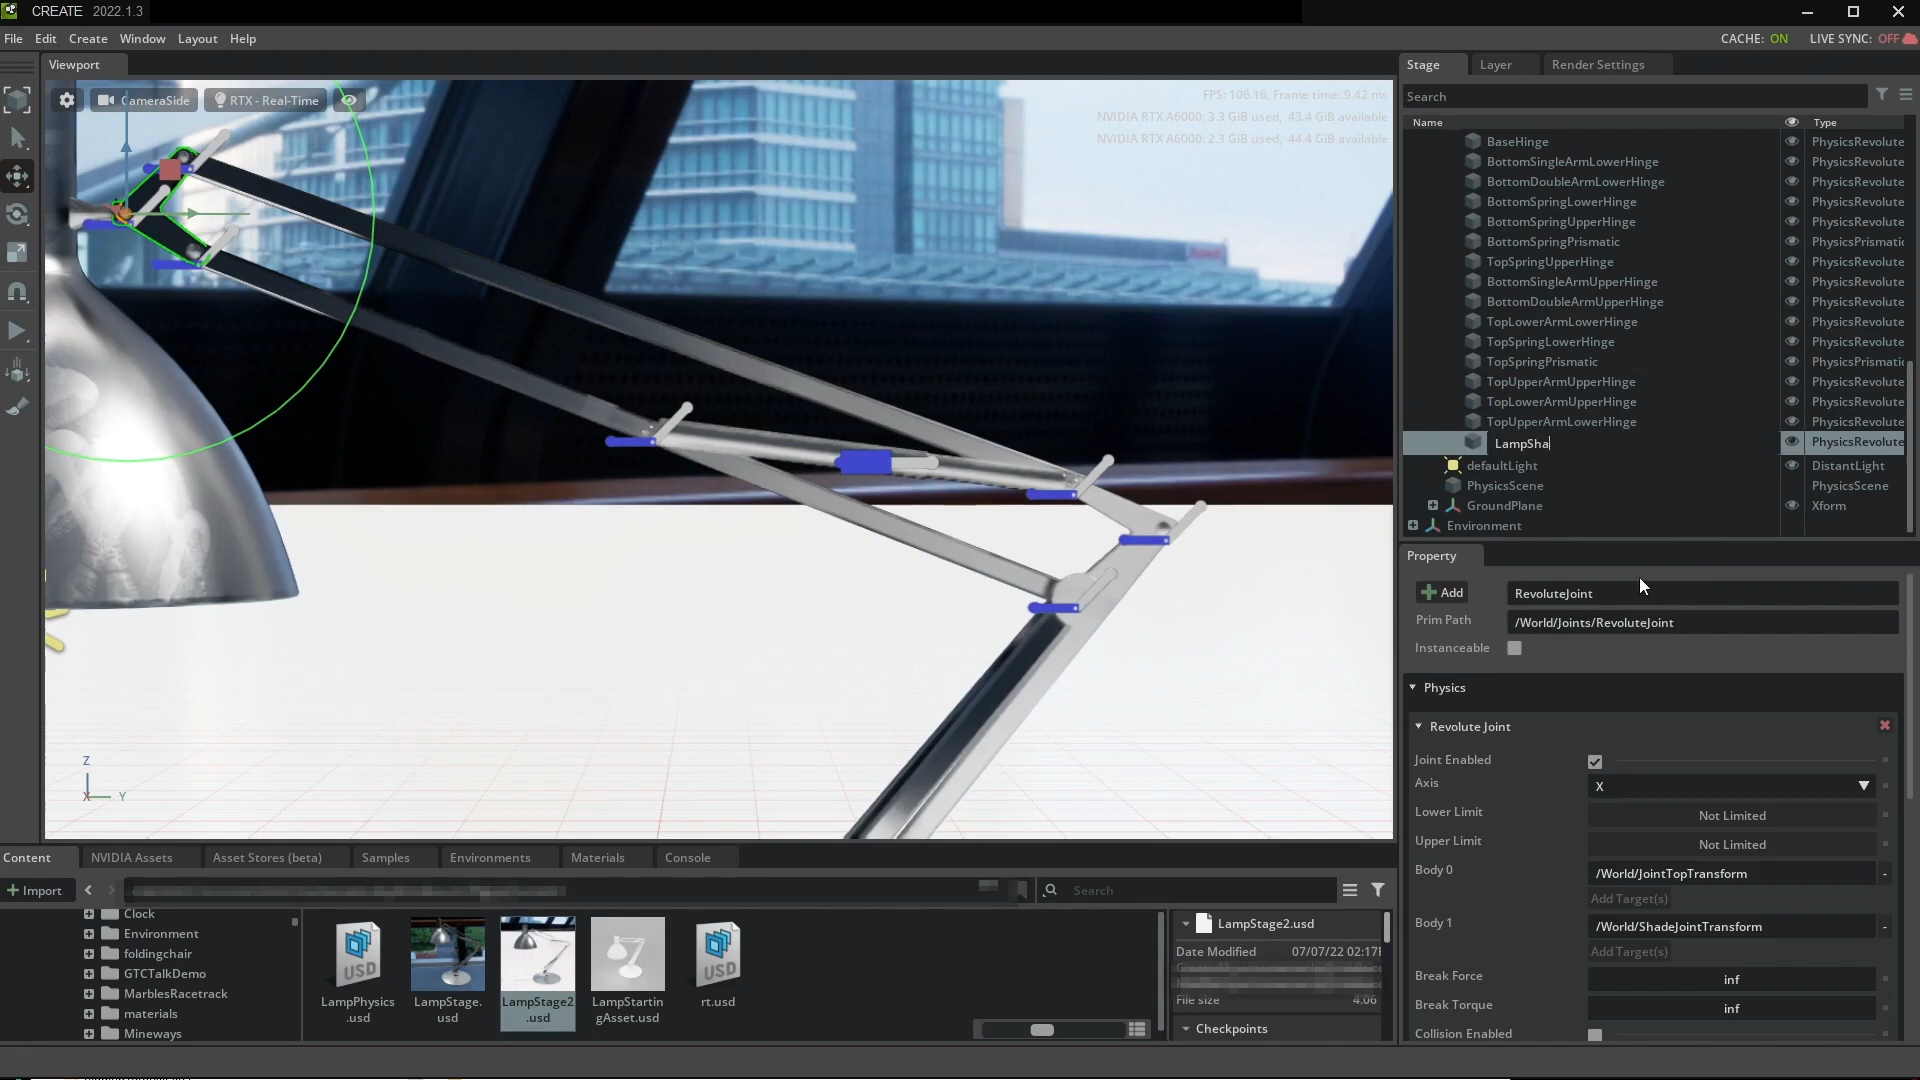 CREATE 2022.1.3
File Edit Create Window Layout Help
CACHE: ON LIVE SYNC: OFF
Viewport
CameraSide RTX - Real-Time
FPS: 106.16, Frame time: 9.42 ms
NVIDIA RTX A6000: 3.3 GiB used, 43.4 GiB available
NVIDIA RTX A6000: 2.3 GiB used, 44.4 GiB available
Z
X Y
Stage Layer Render Settings
Search
Name Type
BaseHinge PhysicsRevolute
BottomSingleArmLowerHinge PhysicsRevolute
BottomDoubleArmLowerHinge PhysicsRevolute
BottomSpringLowerHinge PhysicsRevolute
BottomSpringUpperHinge PhysicsRevolute
BottomSpringPrismatic PhysicsPrismatic
TopSpringUpperHinge PhysicsRevolute
BottomSingleArmUpperHinge PhysicsRevolute
BottomDoubleArmUpperHinge PhysicsRevolute
TopLowerArmLowerHinge PhysicsRevolute
TopSpringLowerHinge PhysicsRevolute
TopSpringPrismatic PhysicsPrismatic
TopUpperArmUpperHinge PhysicsRevolute
TopLowerArmUpperHinge PhysicsRevolute
TopUpperArmLowerHinge PhysicsRevolute
LampSha PhysicsRevolute
defaultLight DistantLight
PhysicsScene PhysicsScene
GroundPlane Xform
Environment
Property
Add RevoluteJoint
Prim Path /World/Joints/RevoluteJoint
Instanceable
Physics
Revolute Joint
Joint Enabled
Axis X
Lower Limit Not Limited
Upper Limit Not Limited
Body 0 /World/JointTopTransform -
Add Target(s)
Body 1 /World/ShadeJointTransform -
Add Target(s)
Break Force inf
Break Torque inf
Collision Enabled
Content NVIDIA Assets Asset Stores (beta) Samples Environments Materials Console
Import Search
Clock
Environment
foldingchair
GTCTalkDemo
MarblesRacetrack
materials
Mineways
USD
LampPhysics
.usd
LampStage.
usd
LampStage2
.usd
LampStartin
gAsset.usd
USD
rt.usd
LampStage2.usd
Date Modified 07/07/22 02:17
File size 4.06
Checkpoints